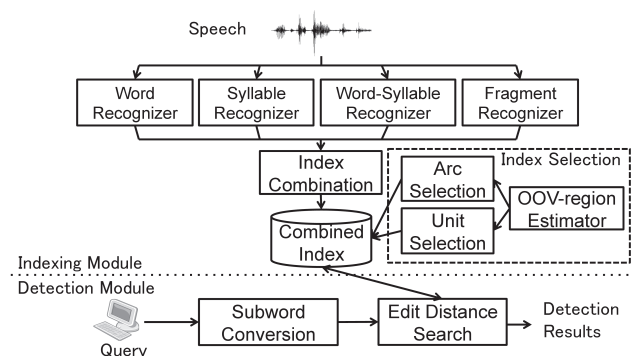 Speech
Word
Recognizer
Syllable
Recognizer
Word-Syllable
Recognizer
Fragment
Recognizer
Index
Combination
Index Selection
Arc
Selection
OOV-region
Estimator
Unit
Selection
Combined
Index
Indexing Module
Detection Module
Subword
Conversion
Edit Distance
Search
Detection
Results
Query